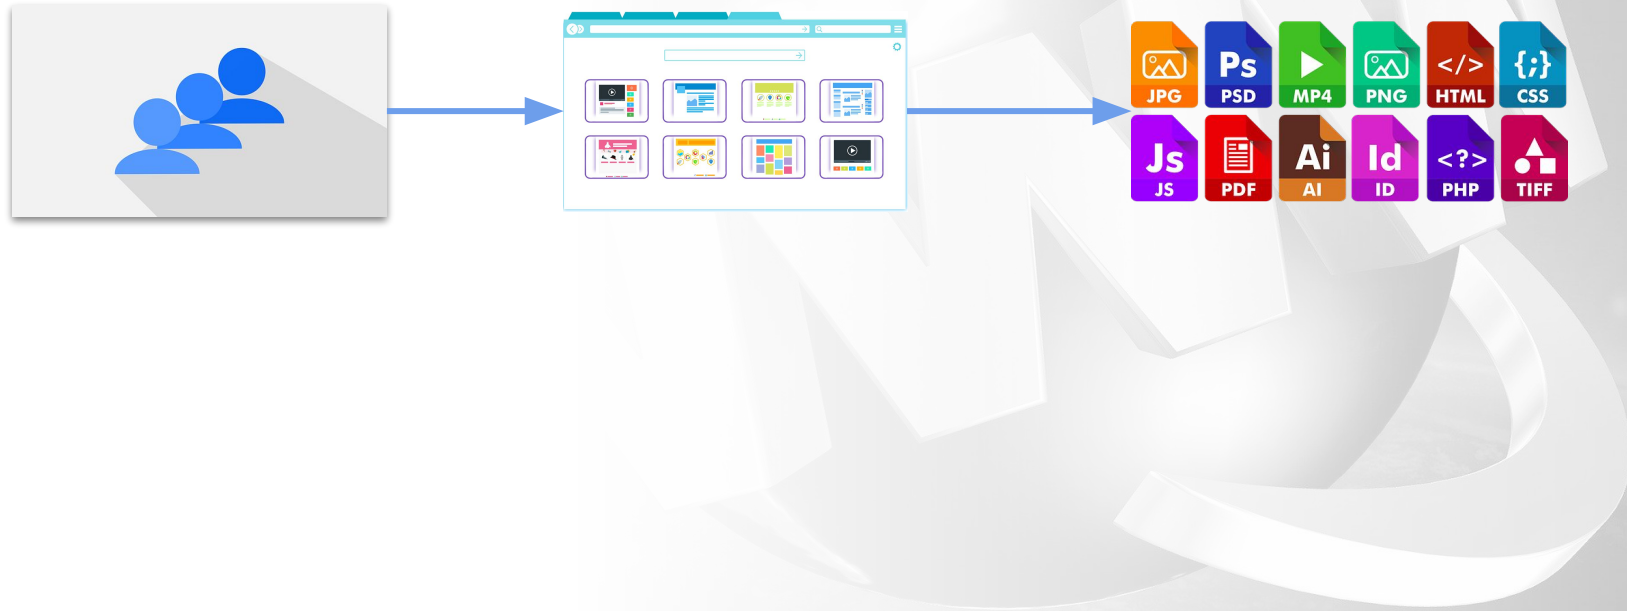 Ps </> {;}
JPG PSD MP4 PNG HTML CSS
Js Ai Id <?>
JS PDF AI ID PHP TIFF